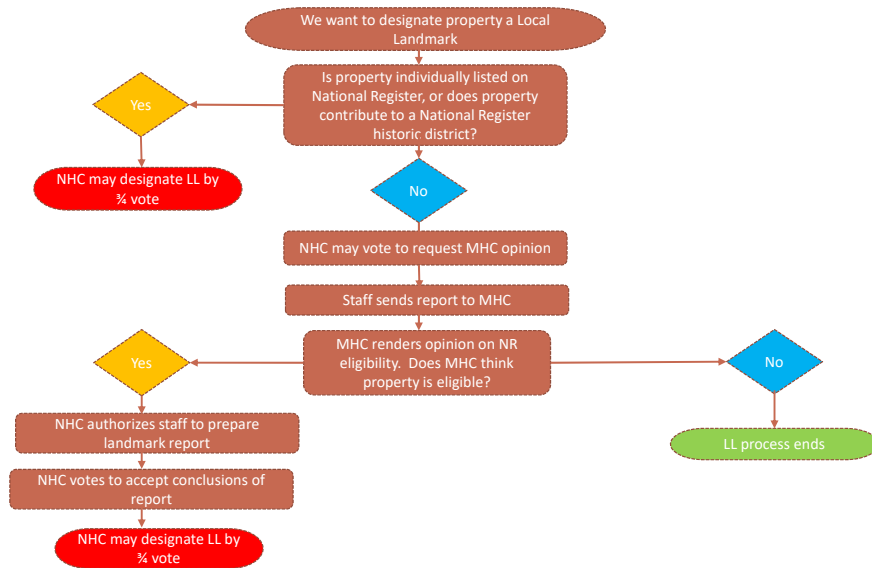 We want to designate property a Local
Landmark
Is property individually listed on
National Register, or does property
contribute to a National Register
historic district?
Yes
NHC may designate LL by
¾ vote
No
NHC may vote to request MHC opinion
Staff sends report to MHC
MHC renders opinion on NR
eligibility.  Does MHC think
property is eligible?
Yes
No
NHC authorizes staff to prepare
landmark report
LL process ends
NHC votes to accept conclusions of
report
NHC may designate LL by
¾ vote